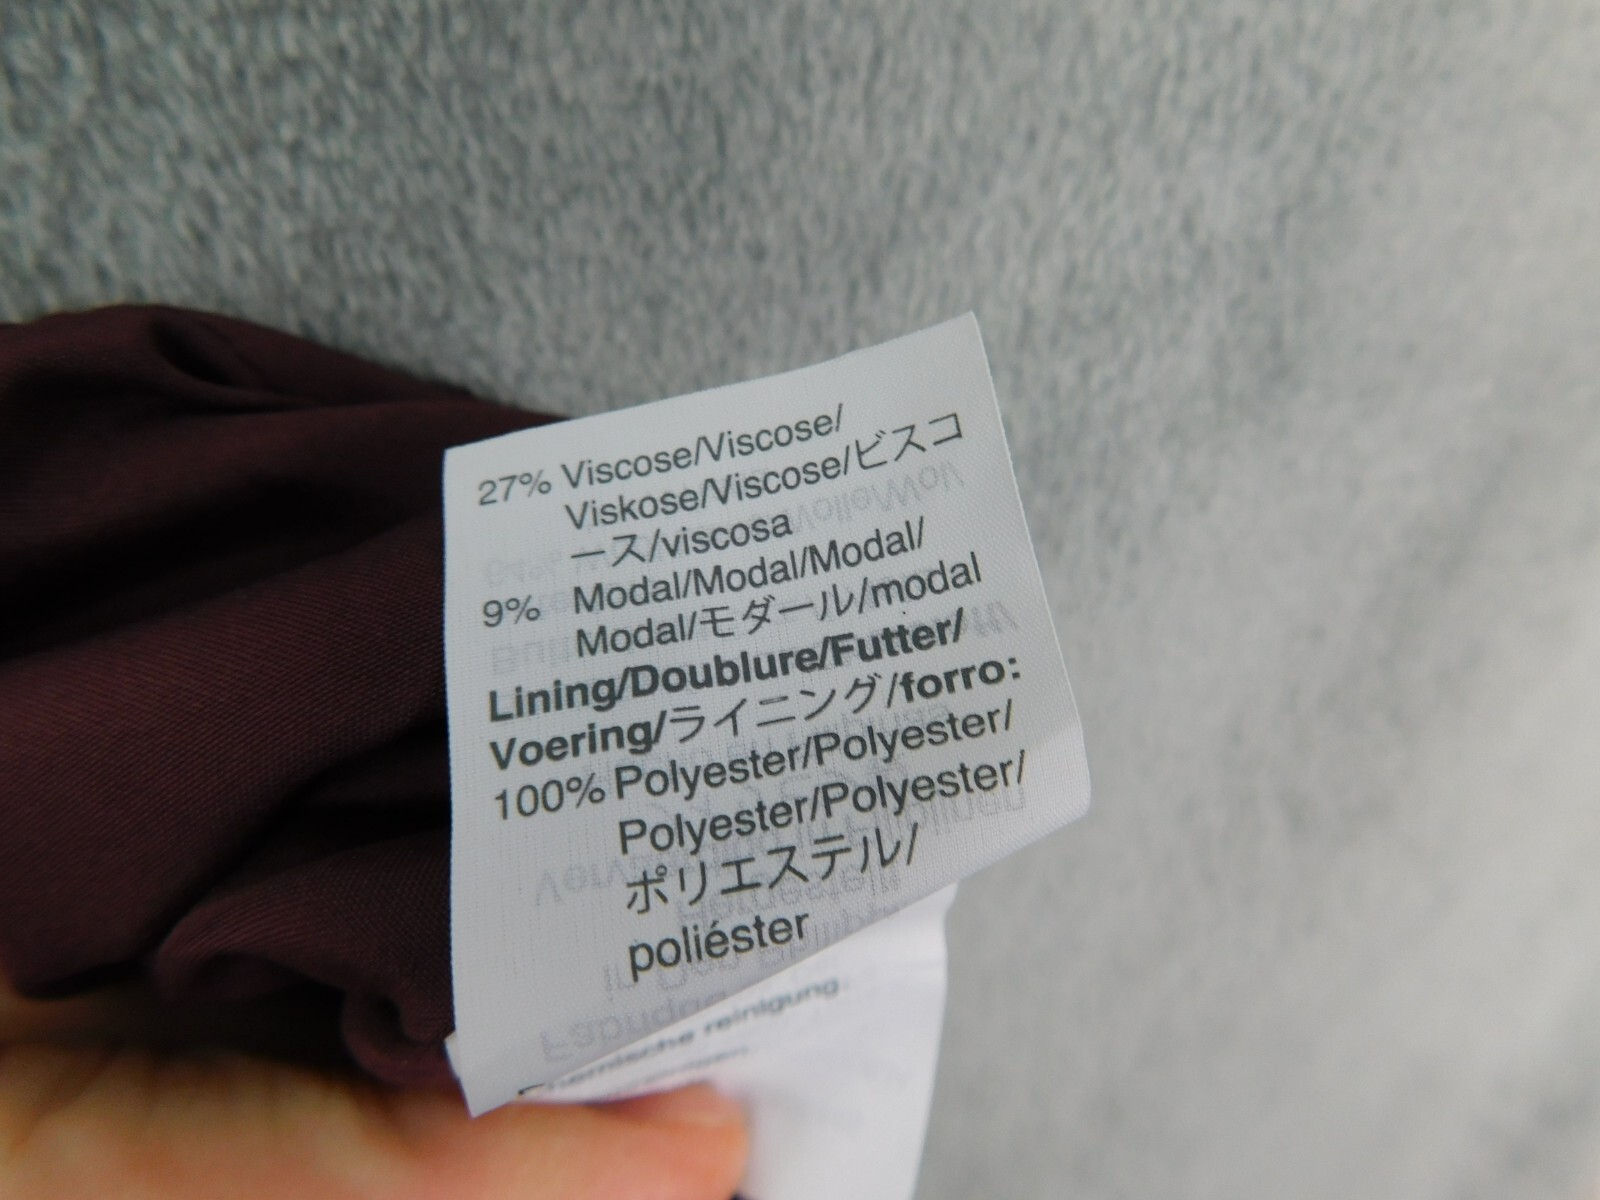 27% Viscose/Viscose/
Viskose/Viscose/ビスコ
ース/viscosa
9% Modal/Modal/Modal/
Modal/モダール/modal
Lining/Doublure/Futter/
Voering/ライニング/forro:
100% Polyester/Polyester/
Polyester/Polyester/
ポリエステル/
poliéster
Chemische reinigung